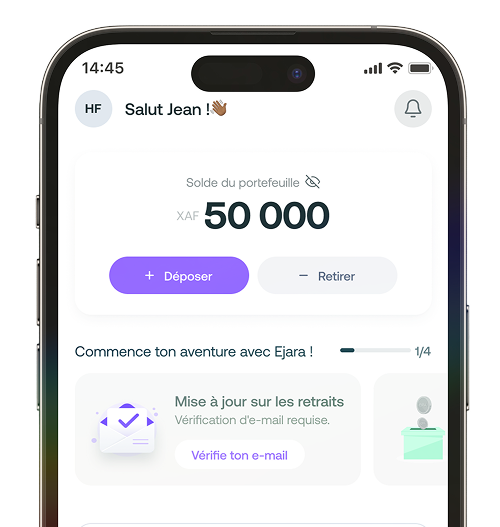 14:45
HF
Salut Jean !👋🏾
Solde du portefeuille
XAF 50 000
+ Déposer
− Retirer
Commence ton aventure avec Ejara !
1/4
Mise à jour sur les retraits
Vérification d'e-mail requise.
Vérifie ton e-mail